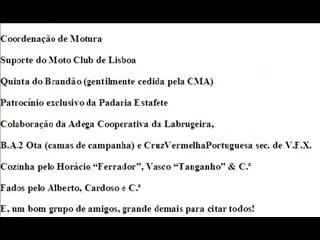 Coordenação de Motura
Suporte do Moto Club de Lisboa
Quinta do Brandão (gentilmente cedida pela CMA)
Patrocínio exclusivo da Padaria Estafete
Colaboração da Adega Cooperativa da Labrugeira,
B.A.2 Ota (camas de campanha) e CruzVermelhaPortuguesa sec. de V.F.X.
Cozinha pelo Horácio “Ferrador”, Vasco “Tanganho” & C.ª
Fados pelo Alberto, Cardoso e C.ª
E, um bom grupo de amigos, grande demais para citar todos!